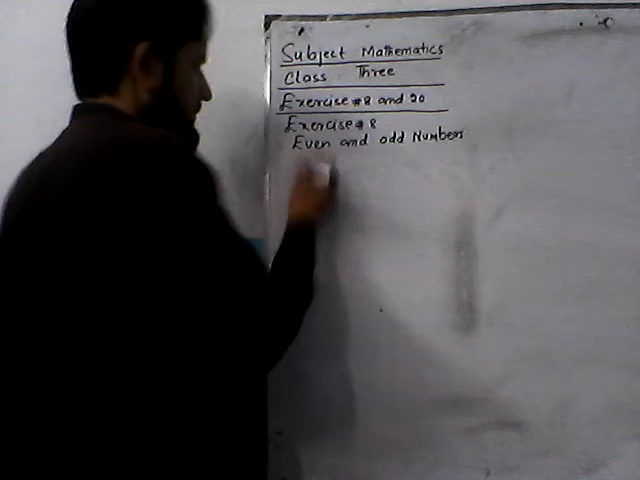 Subject Mathematics
Class Three
Exercise # 8 and 20
Exercise # 8
Even and odd Numbers